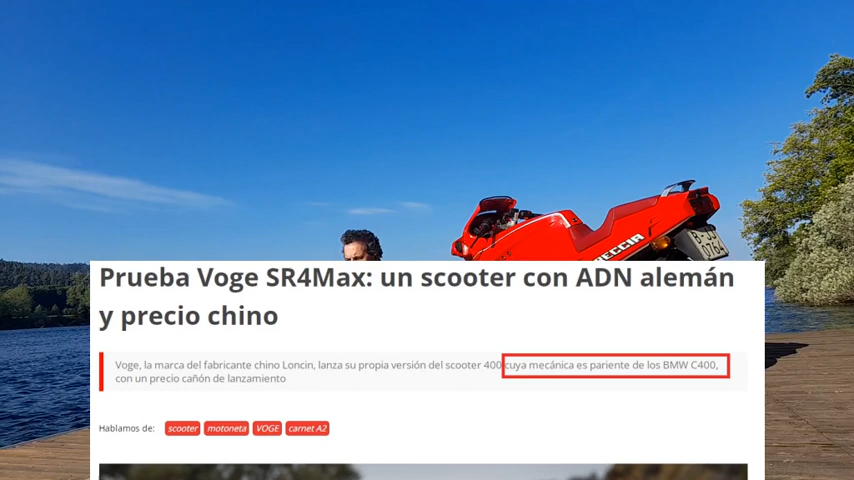 BRECCIA
Prueba Voge SR4Max: un scooter con ADN alemán
y precio chino
Voge, la marca del fabricante chino Loncin, lanza su propia versión del scooter 400 cuya mecánica es pariente de los BMW C400,
con un precio cañón de lanzamiento
Hablamos de: scooter motoneta VOGE carnet A2